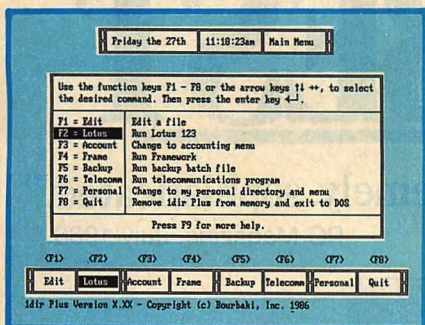 Friday the 27th 11:18:23am Main Menu
Use the function keys F1 - F8 or the arrow keys ↑↓ →←, to select
the desired command. Then press the enter key ←┘.
F1 = Edit Edit a file
F2 = Lotus Run Lotus 123
F3 = Account Change to accounting menu
F4 = Frame Run Framework
F5 = Backup Run backup batch file
F6 = Telecomm Run telecommunications program
F7 = Personal Change to my personal directory and menu
F8 = Quit Remove 1dir Plus from memory and exit to DOS
Press F9 for more help.
(F1) (F2) (F3) (F4) (F5) (F6) (F7) (F8)
Edit Lotus Account Frame Backup Telecomm Personal Quit
1dir Plus Version X.XX - Copyright (c) Bourbaki, Inc. 1986